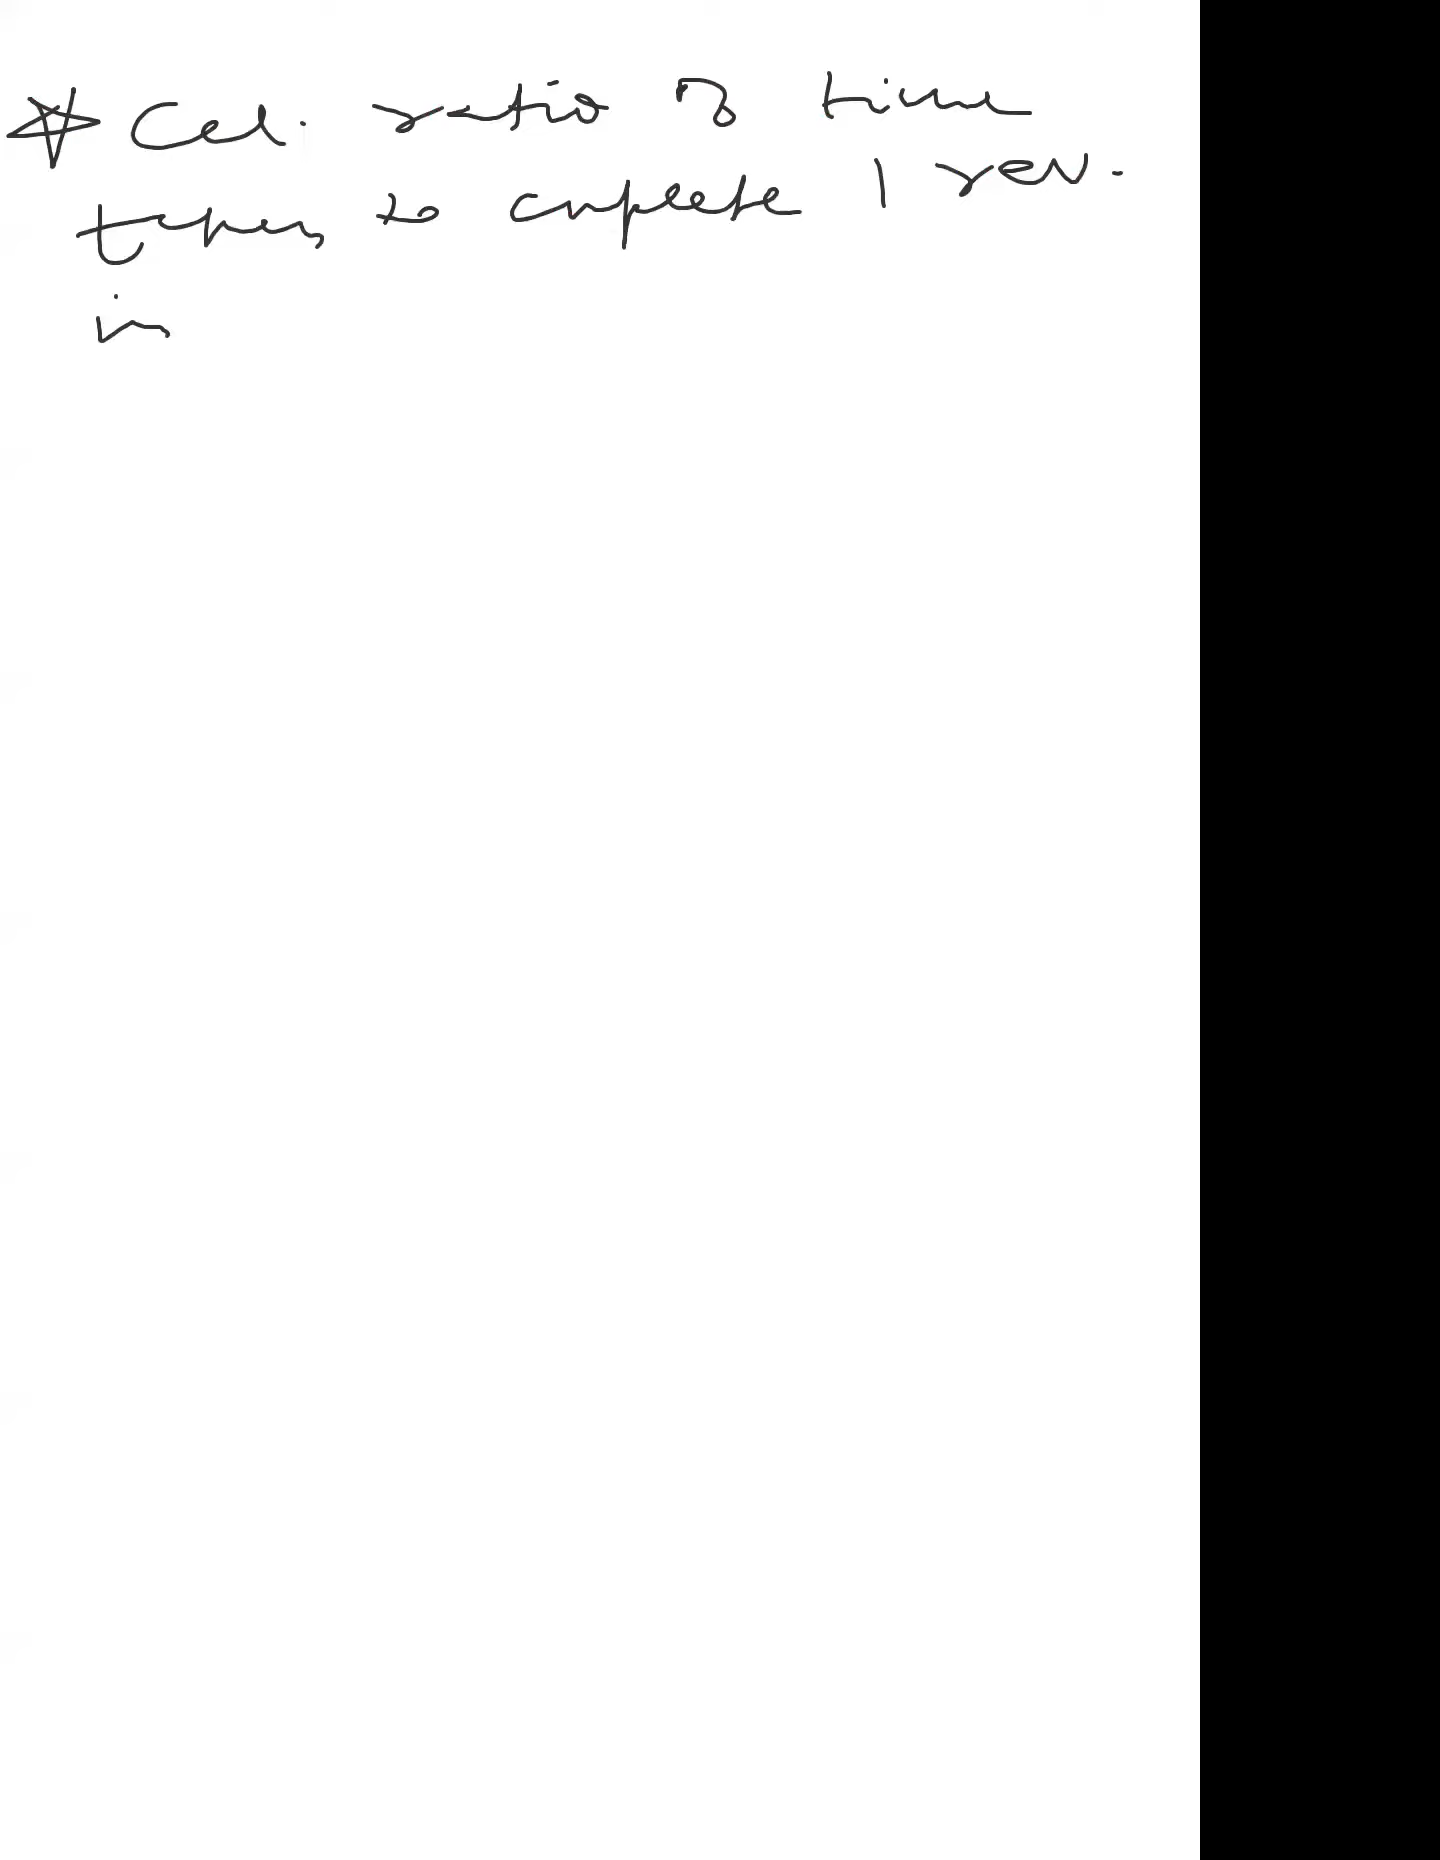 Cal. ratio of time
taken to complete 1 rev.
in